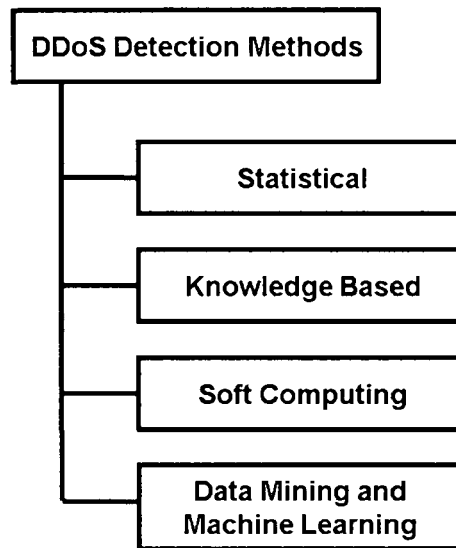 DDoS Detection Methods
Statistical
Knowledge Based
Soft Computing
Data Mining and
Machine Learning